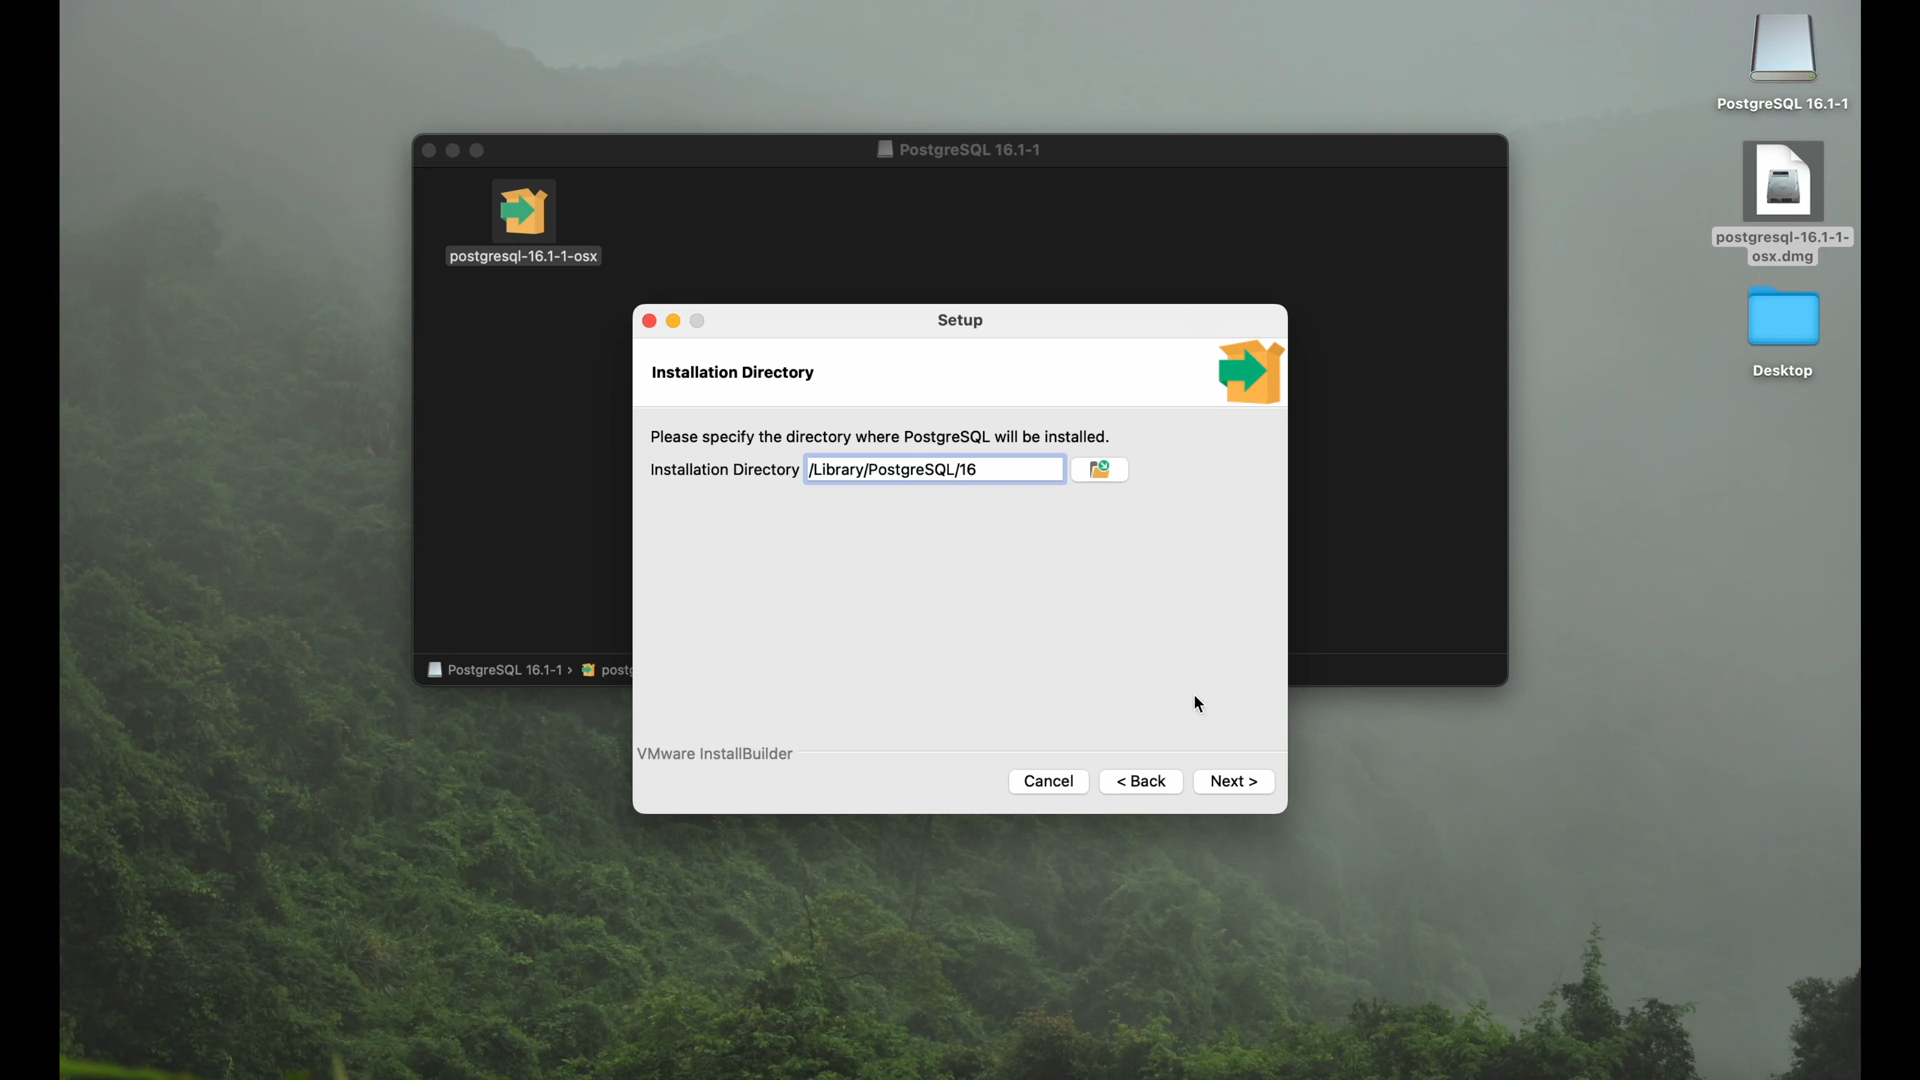 PostgreSQL 16.1-1
PostgreSQL 16.1-1
postgresql-16.1-1-
osx.dmg
postgresql-16.1-1-osx
Setup
Desktop
Installation Directory
Please specify the directory where PostgreSQL will be installed.
Installation Directory /Library/PostgreSQL/16
PostgreSQL 16.1-1 › postg
VMware InstallBuilder
Cancel < Back Next >